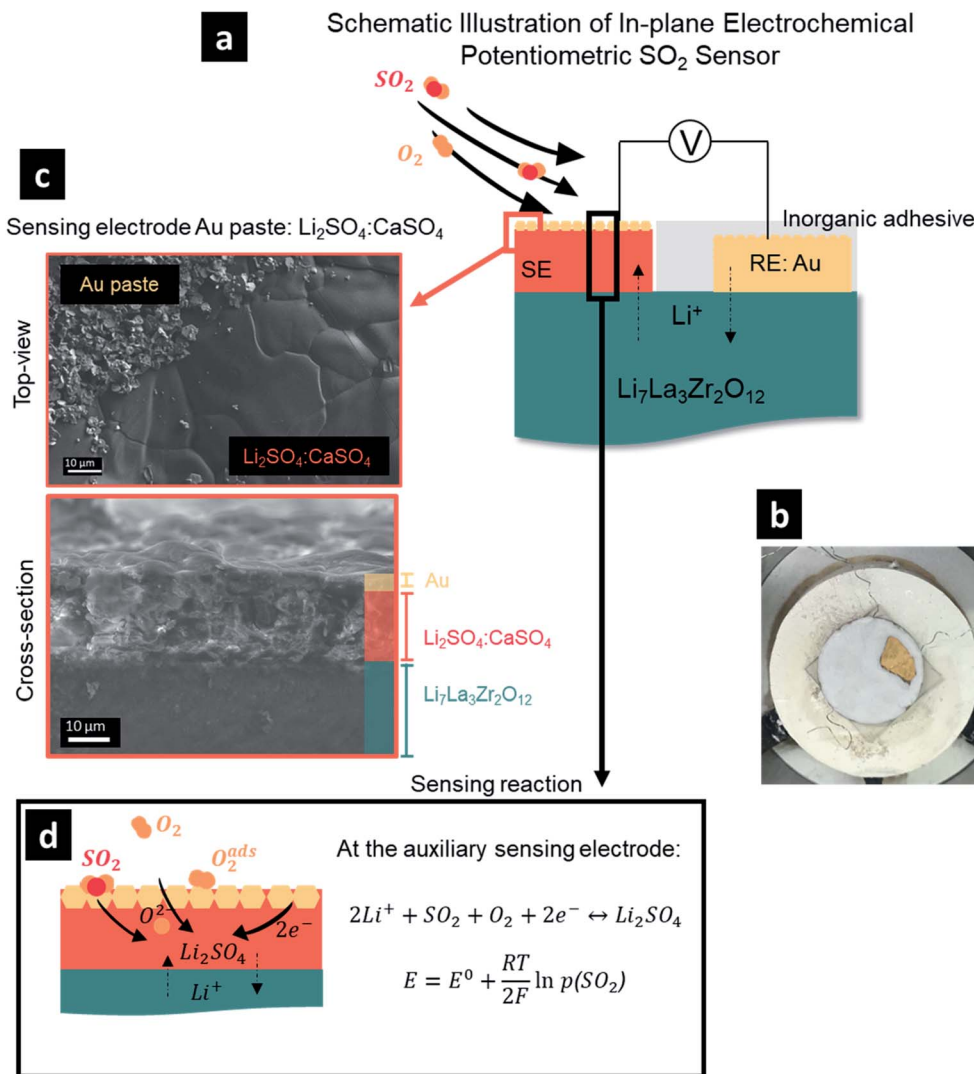 a
Schematic Illustration of In-plane Electrochemical
Potentiometric SO₂ Sensor
SO₂
O₂
V
Inorganic adhesive
SE
RE: Au
Li⁺
Li₇La₃Zr₂O₁₂
c
Sensing electrode Au paste: Li₂SO₄:CaSO₄
Top-view
Au paste
Li₂SO₄:CaSO₄
10 µm
Cross-section
Au
Li₂SO₄:CaSO₄
Li₇La₃Zr₂O₁₂
10 µm
b
Sensing reaction
d
O₂
SO₂
O₂ᵃᵈˢ
O²⁻
2e⁻
Li₂SO₄
Li⁺
At the auxiliary sensing electrode:
2Li⁺ + SO₂ + O₂ + 2e⁻ ↔ Li₂SO₄
E = E⁰ + RT/2F ln p(SO₂)